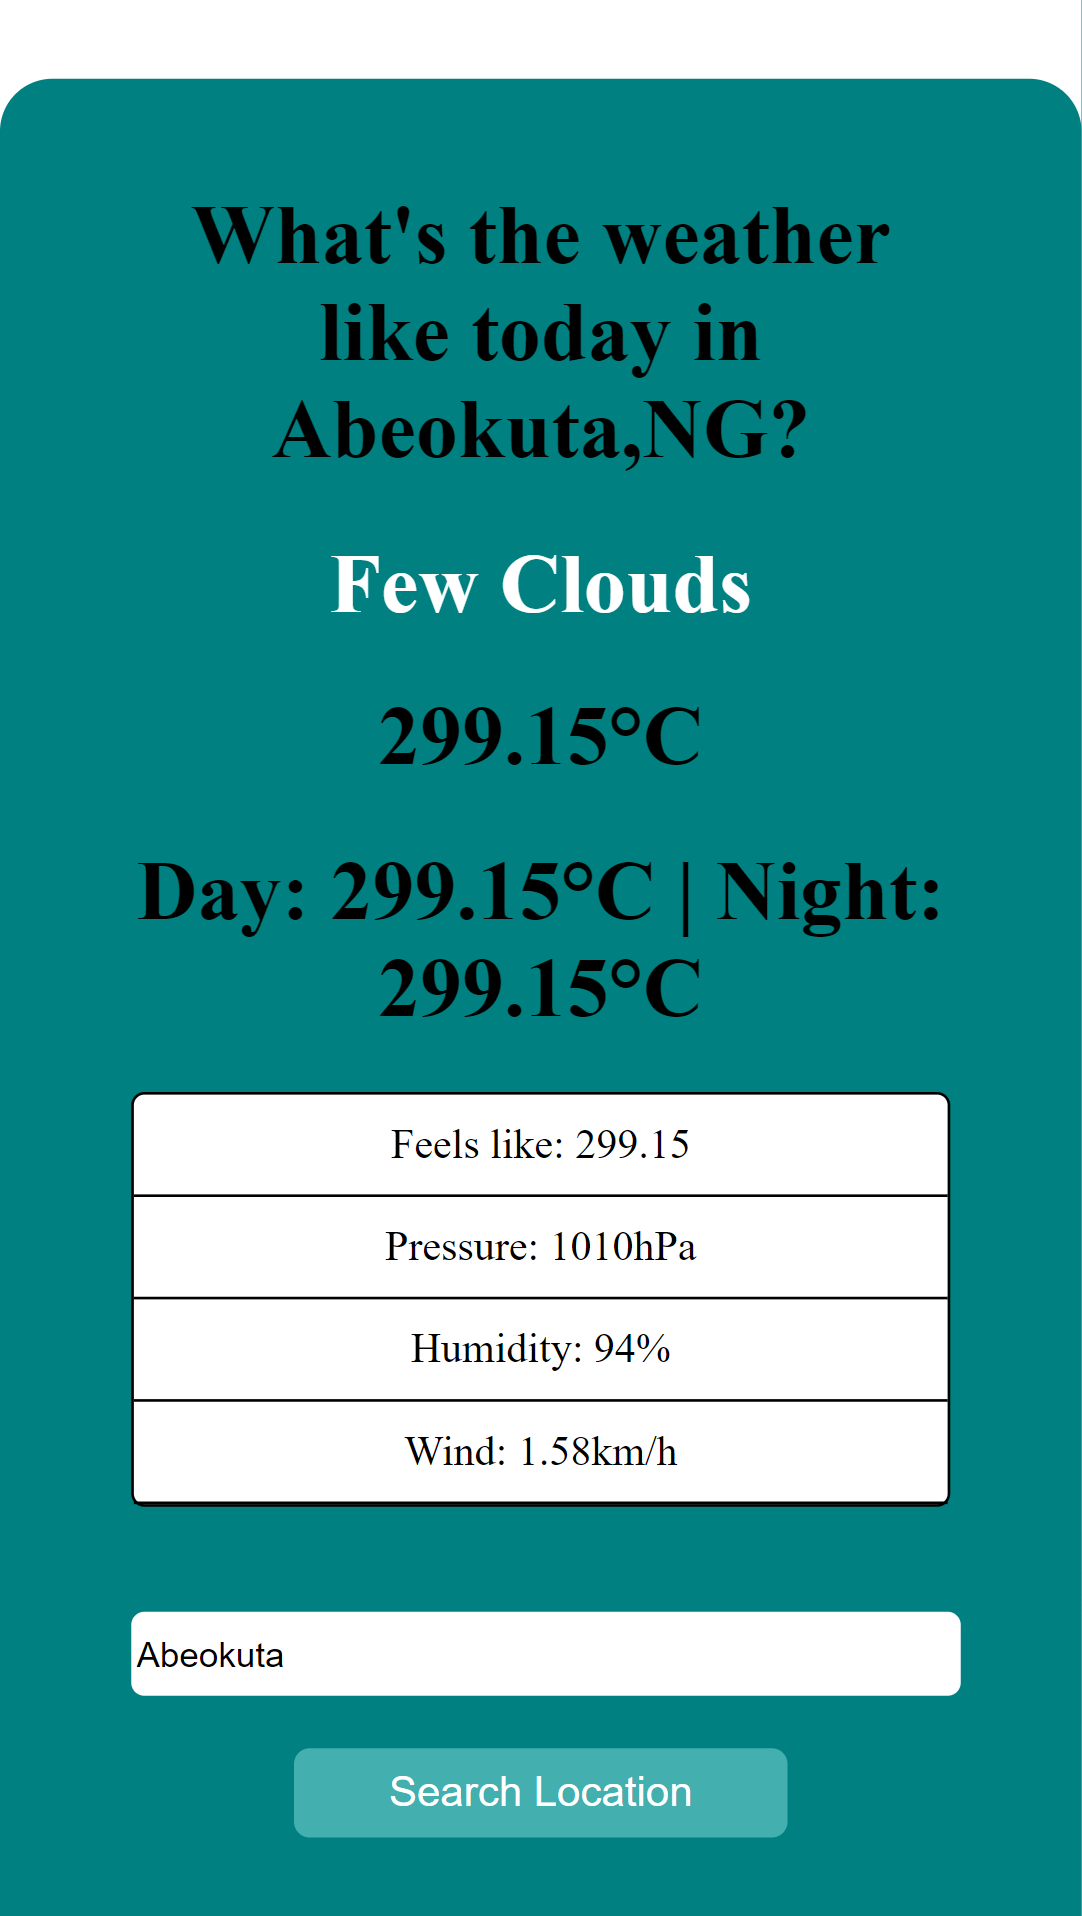 What's the weather
like today in
Abeokuta,NG?
Few Clouds
299.15°C
Day: 299.15°C | Night:
299.15°C
Feels like: 299.15
Pressure: 1010hPa
Humidity: 94%
Wind: 1.58km/h
Abeokuta
Search Location